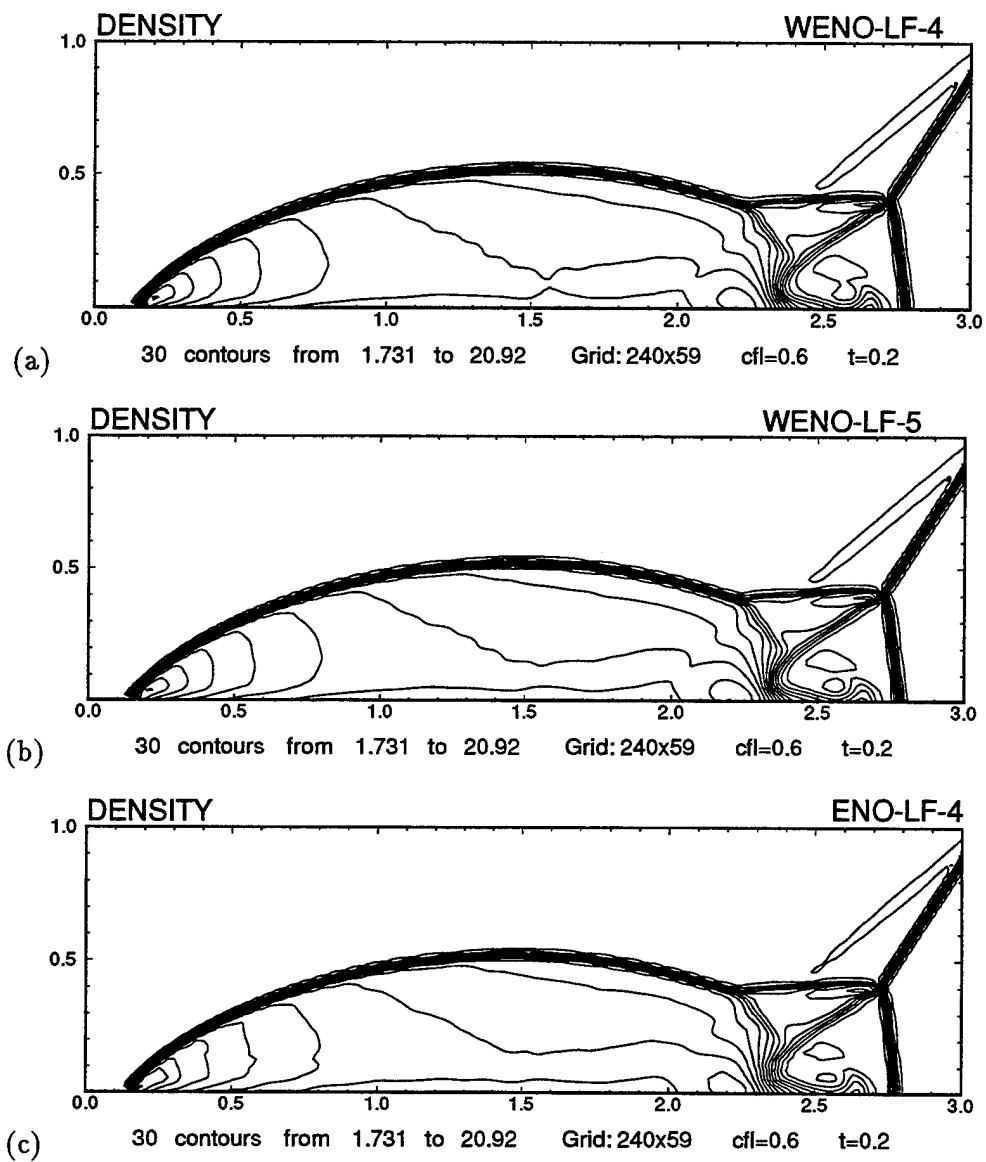 DENSITY WENO-LF-4
1.0
0.5
0.0 0.5 1.0 1.5 2.0 2.5 3.0
(a) 30 contours from 1.731 to 20.92 Grid: 240x59 cfl=0.6 t=0.2
DENSITY WENO-LF-5
1.0
0.5
0.0 0.5 1.0 1.5 2.0 2.5 3.0
(b) 30 contours from 1.731 to 20.92 Grid: 240x59 cfl=0.6 t=0.2
DENSITY ENO-LF-4
1.0
0.5
0.0 0.5 1.0 1.5 2.0 2.5 3.0
(c) 30 contours from 1.731 to 20.92 Grid: 240x59 cfl=0.6 t=0.2